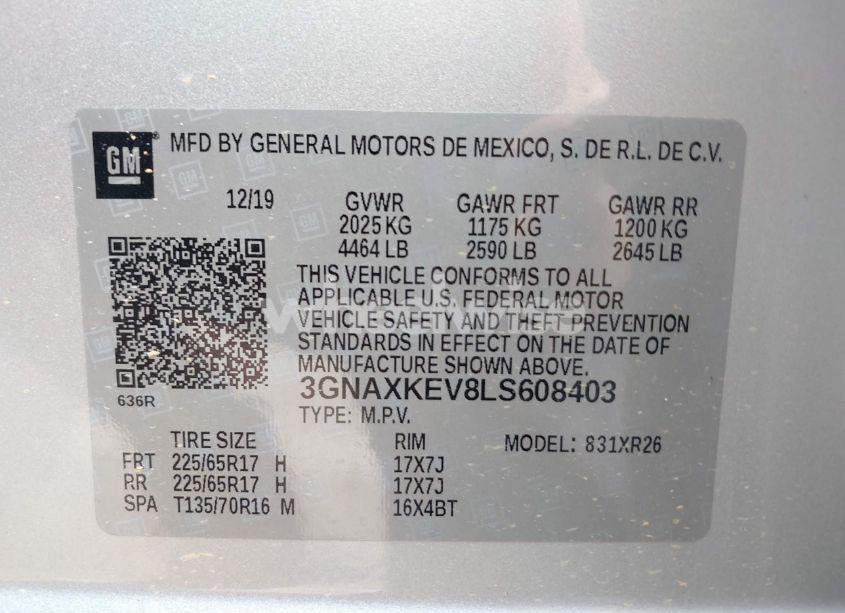 GM
MFD BY GENERAL MOTORS DE MEXICO, S. DE R.L. DE C.V.
12/19 GVWR GAWR FRT GAWR RR
2025 KG 1175 KG 1200 KG
4464 LB 2590 LB 2645 LB
THIS VEHICLE CONFORMS TO ALL
APPLICABLE U.S. FEDERAL MOTOR
VEHICLE SAFETY AND THEFT PREVENTION
STANDARDS IN EFFECT ON THE DATE OF
MANUFACTURE SHOWN ABOVE.
636R
3GNAXKEV8LS608403
TYPE: M.P.V.
TIRE SIZE RIM MODEL: 831XR26
FRT 225/65R17 H 17X7J
RR 225/65R17 H 17X7J
SPA T135/70R16 M 16X4BT